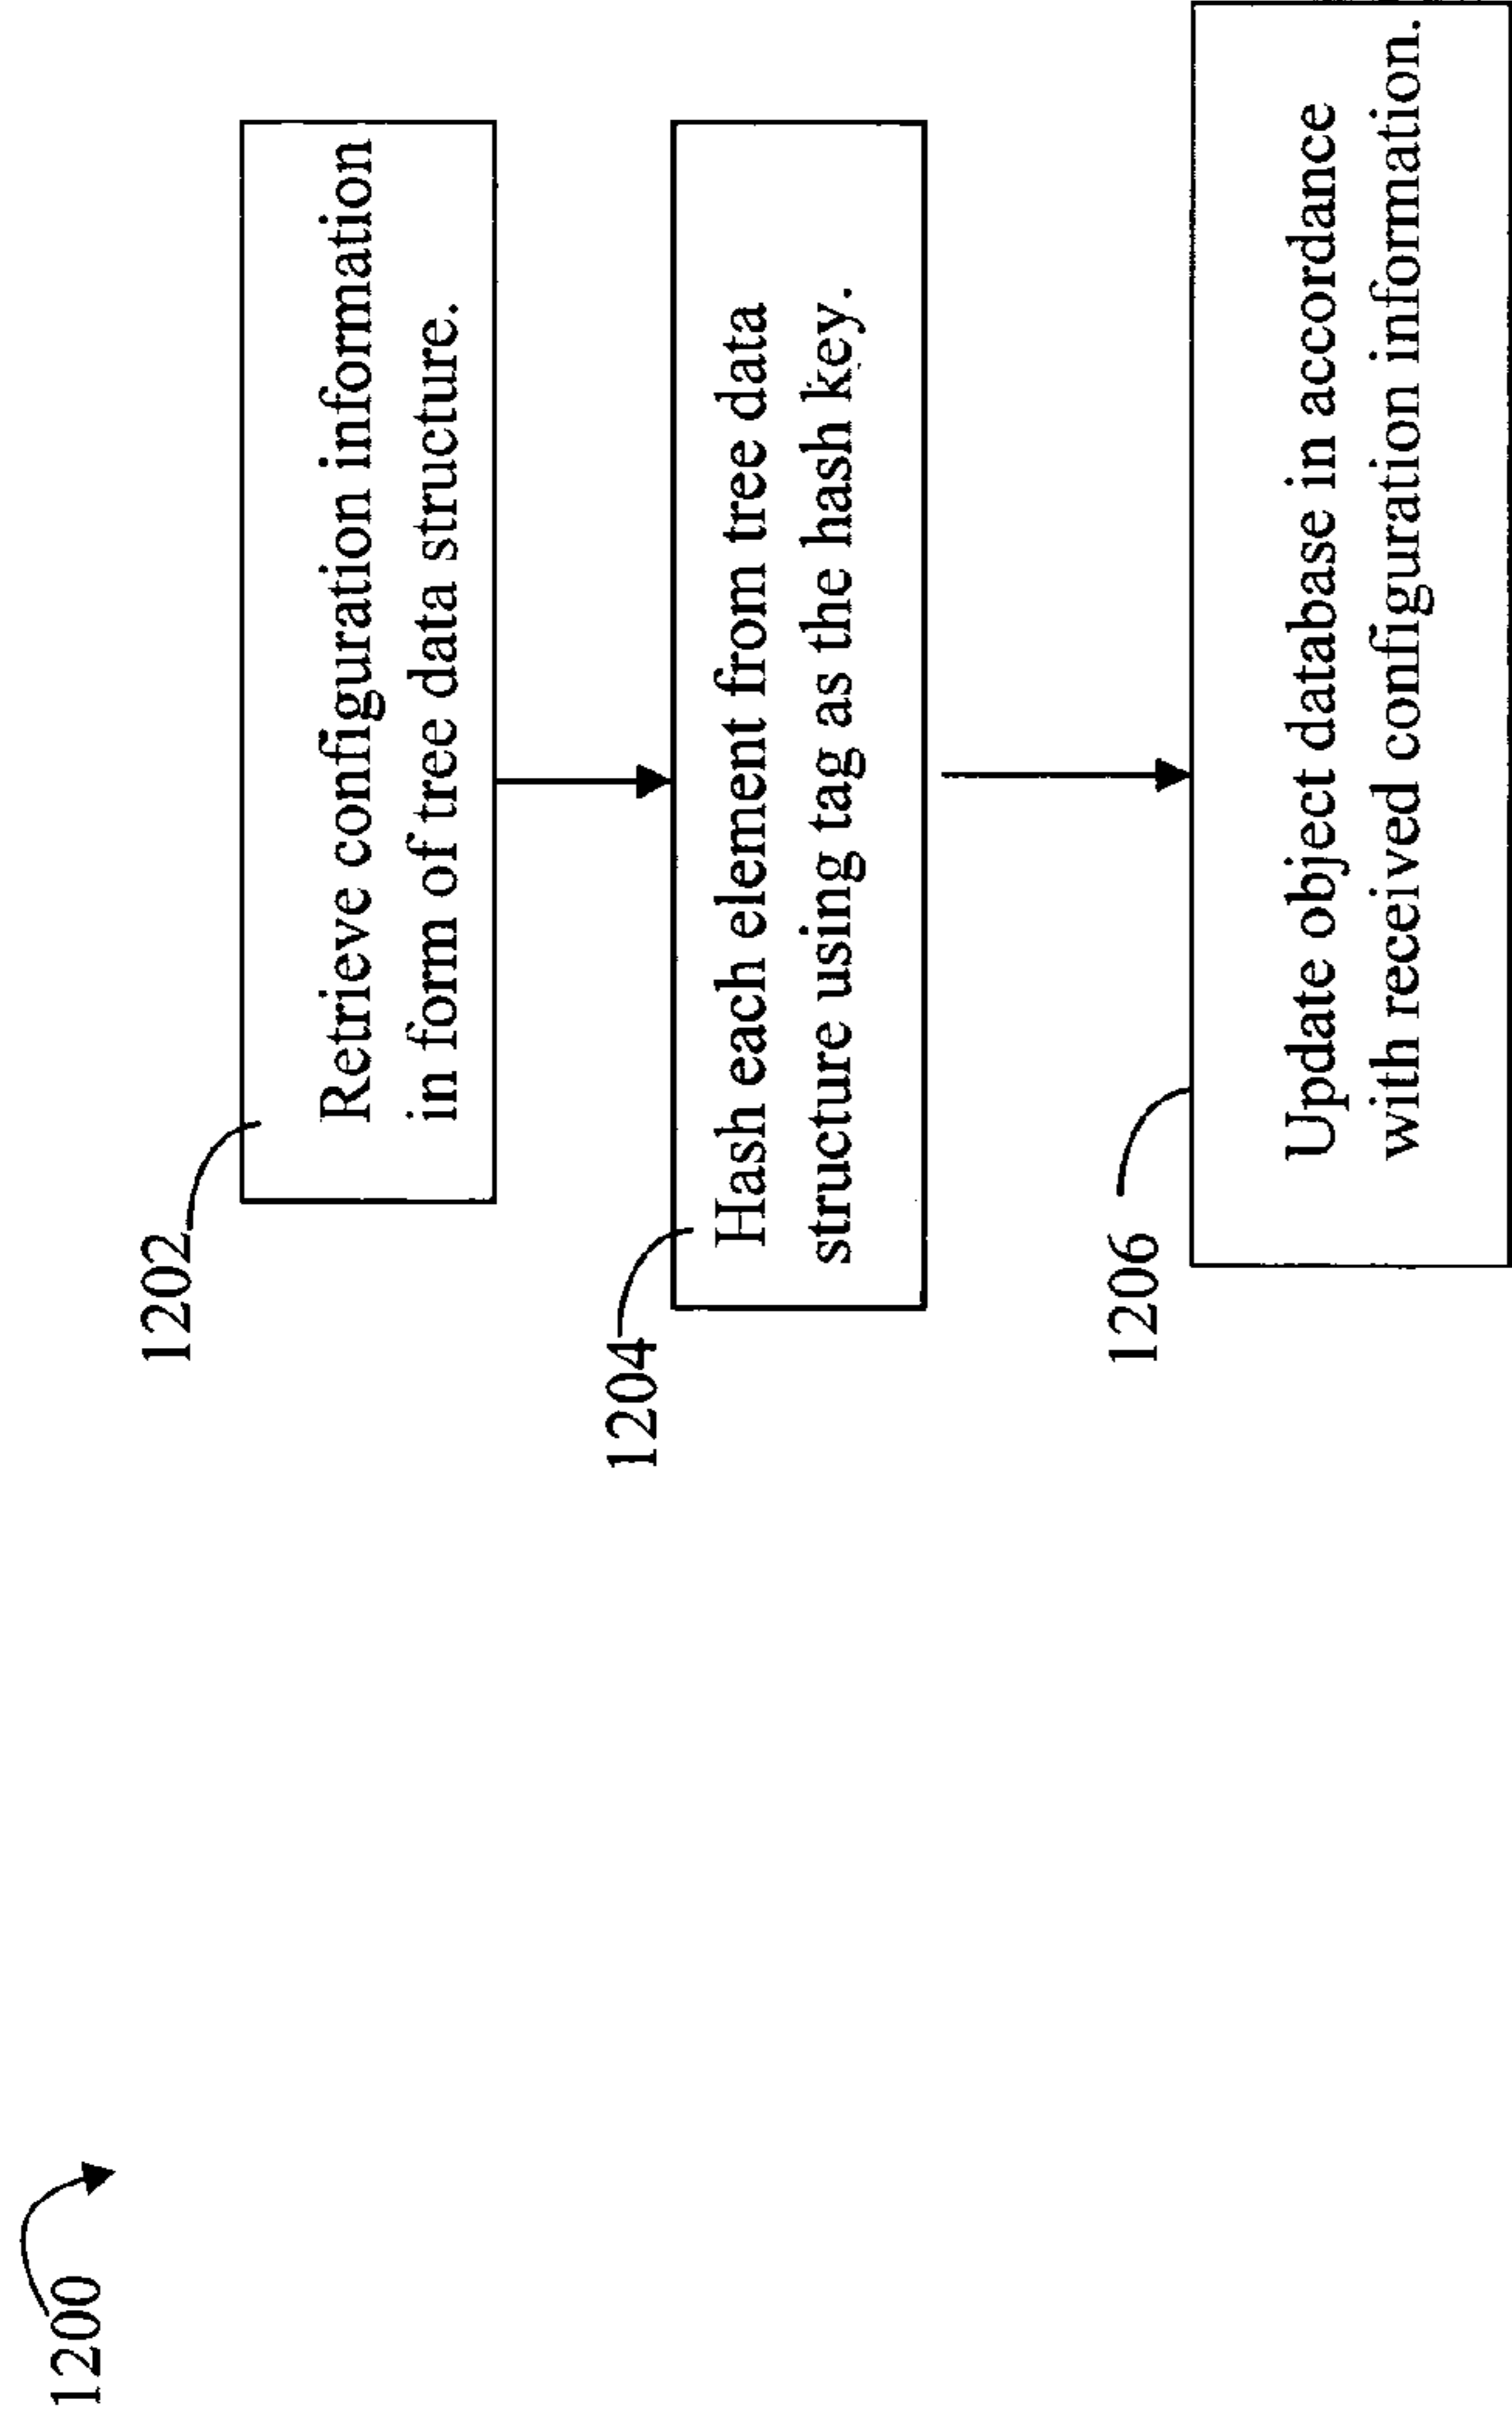 1200
1202
Retrieve configuration information
in form of tree data structure.
1204
Hash each element from tree data
structure using tag as the hash key.
1206
Update object database in accordance
with received configuration information.